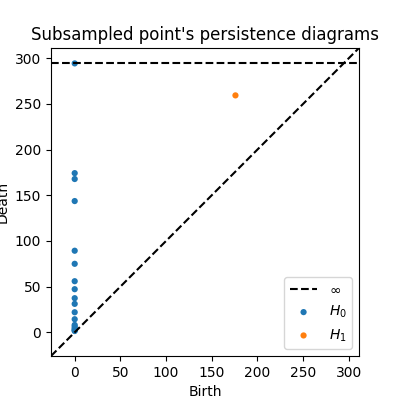 Subsampled point's persistence diagrams
300
250
200
150
100
50
0
Death
0 50 100 150 200 250 300
Birth
∞
H₀
H₁